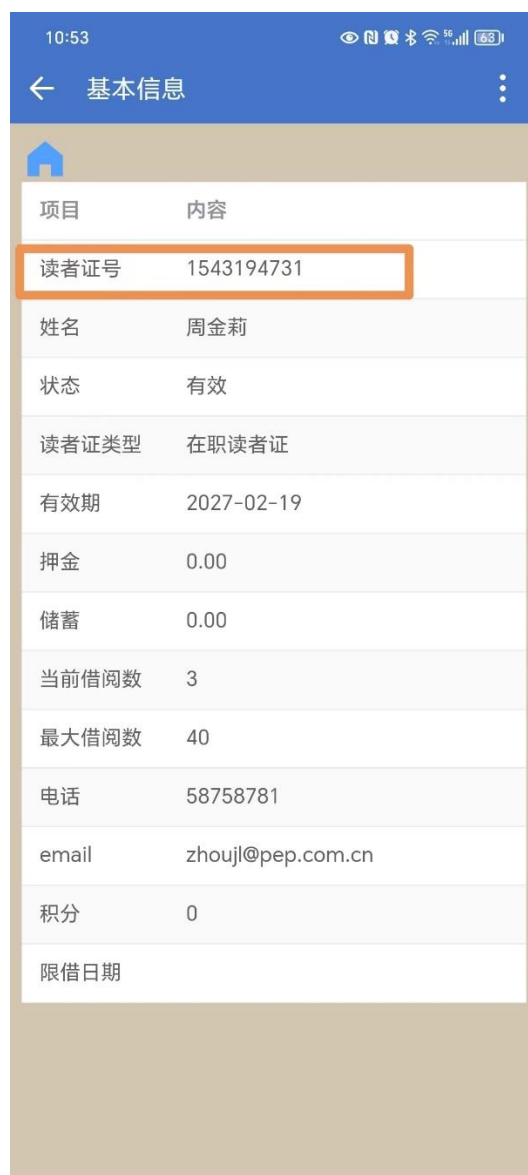 10:53 5G 63
基本信息
项目 内容
读者证号 1543194731
姓名 周金莉
状态 有效
读者证类型 在职读者证
有效期 2027-02-19
押金 0.00
储蓄 0.00
当前借阅数 3
最大借阅数 40
电话 58758781
email zhoujl@pep.com.cn
积分 0
限借日期